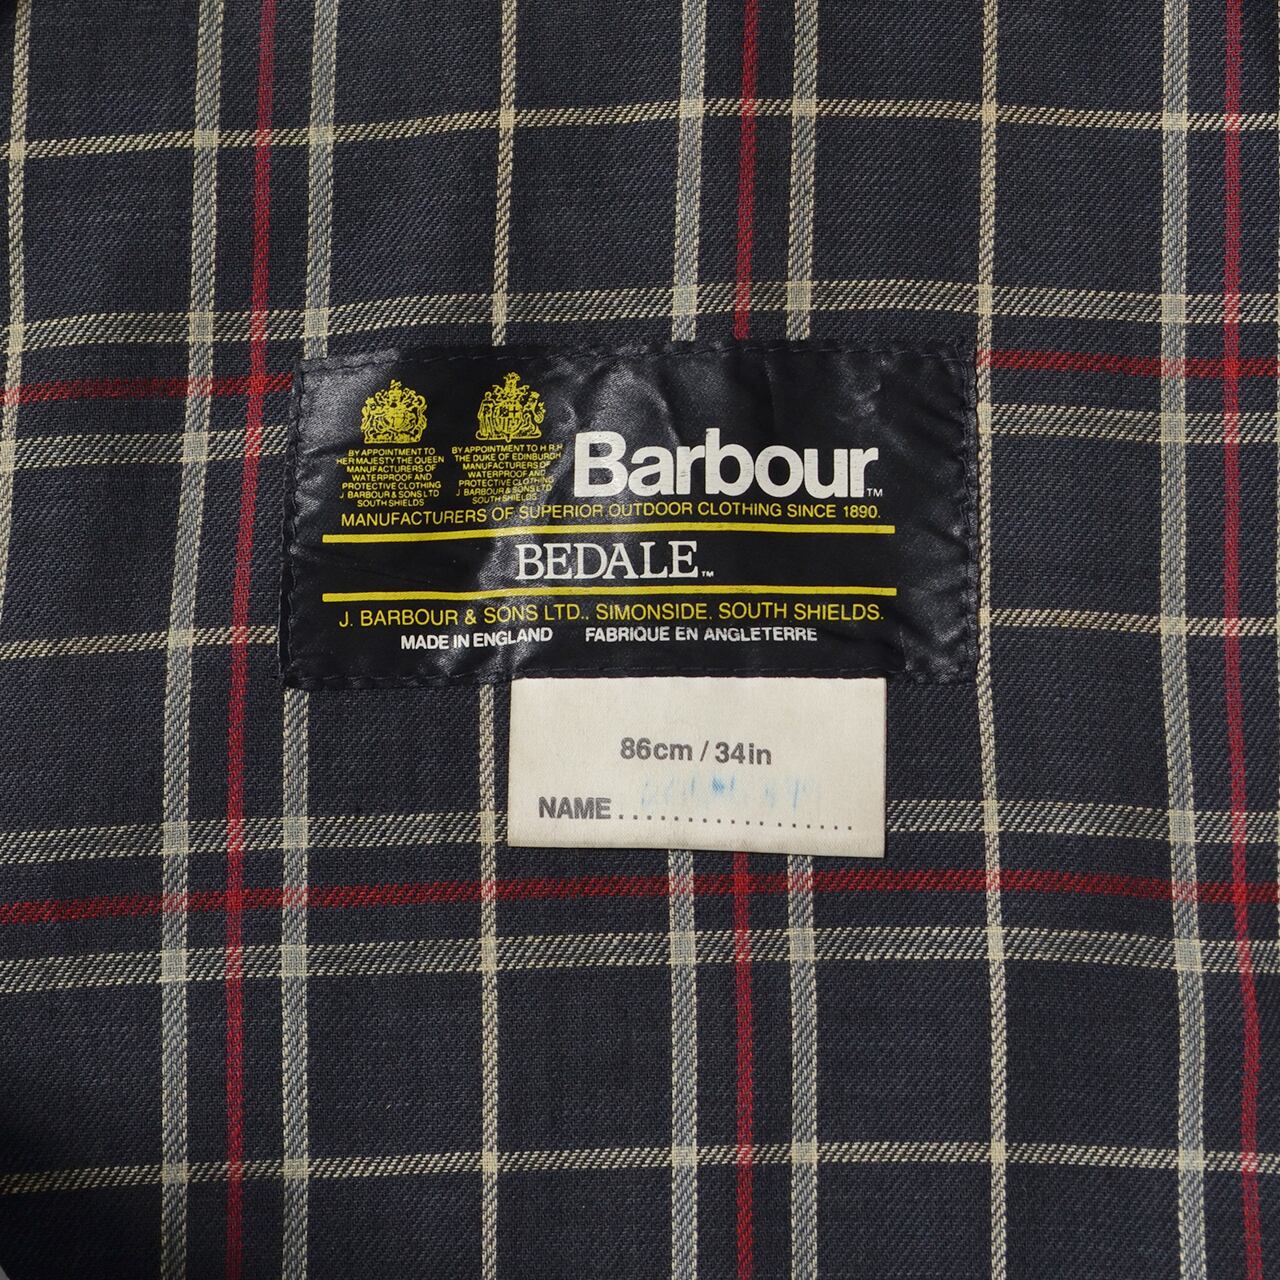 BY APPOINTMENT TO
HER MAJESTY THE QUEEN
MANUFACTURERS OF
WATERPROOF AND
PROTECTIVE CLOTHING
J BARBOUR & SONS LTD
SOUTH SHIELDS
BY APPOINTMENT TO H R H
THE DUKE OF EDINBURGH
MANUFACTURERS OF
WATERPROOF AND
PROTECTIVE CLOTHING
J BARBOUR & SONS LTD
SOUTH SHIELDS
Barbour™
MANUFACTURERS OF SUPERIOR OUTDOOR CLOTHING SINCE 1890.
BEDALE™
J. BARBOUR & SONS LTD., SIMONSIDE, SOUTH SHIELDS.
MADE IN ENGLAND FABRIQUE EN ANGLETERRE
86cm / 34in
NAME..................